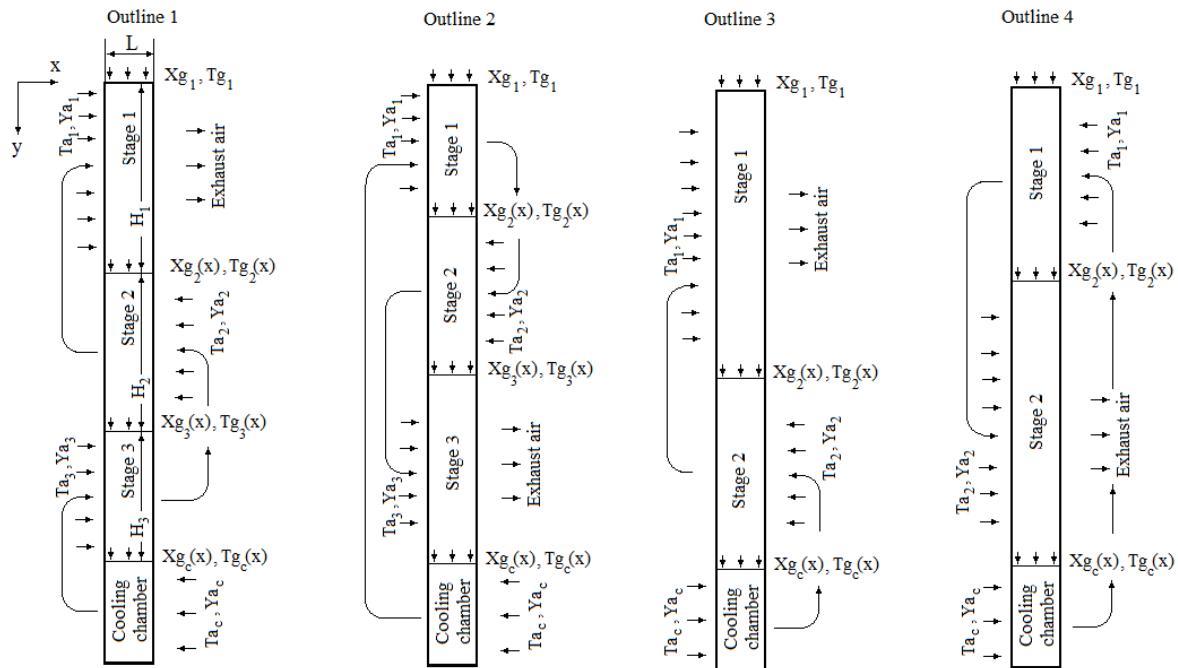 Outline 1
L
x
y
Xg1, Tg1
Ta1, Ya1
Stage 1
H1
Exhaust air
Xg2(x), Tg2(x)
Stage 2
H2
Ta2, Ya2
Xg3(x), Tg3(x)
Ta3, Ya3
Stage 3
H3
Xgc(x), Tgc(x)
Cooling
chamber
Tac, Yac
Outline 2
Xg1, Tg1
Ta1, Ya1
Stage 1
Xg2(x), Tg2(x)
Stage 2
Ta2, Ya2
Xg3(x), Tg3(x)
Ta3, Ya3
Stage 3
Exhaust air
Xgc(x), Tgc(x)
Cooling
chamber
Tac, Yac
Outline 3
Xg1, Tg1
Stage 1
Ta1, Ya1
Exhaust air
Xg2(x), Tg2(x)
Stage 2
Ta2, Ya2
Xgc(x), Tgc(x)
Tac, Yac
Cooling
chamber
Outline 4
Xg1, Tg1
Stage 1
Ta1, Ya1
Xg2(x), Tg2(x)
Stage 2
Exhaust air
Ta2, Ya2
Xgc(x), Tgc(x)
Tac, Yac
Cooling
chamber